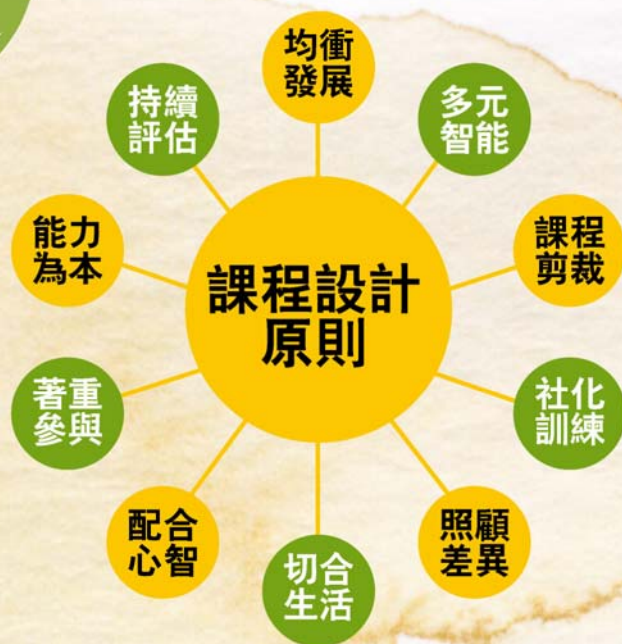 課程設計
原則
均衡
發展
多元
智能
課程
剪裁
社化
訓練
照顧
差異
切合
生活
配合
心智
著重
參與
能力
為本
持續
評估